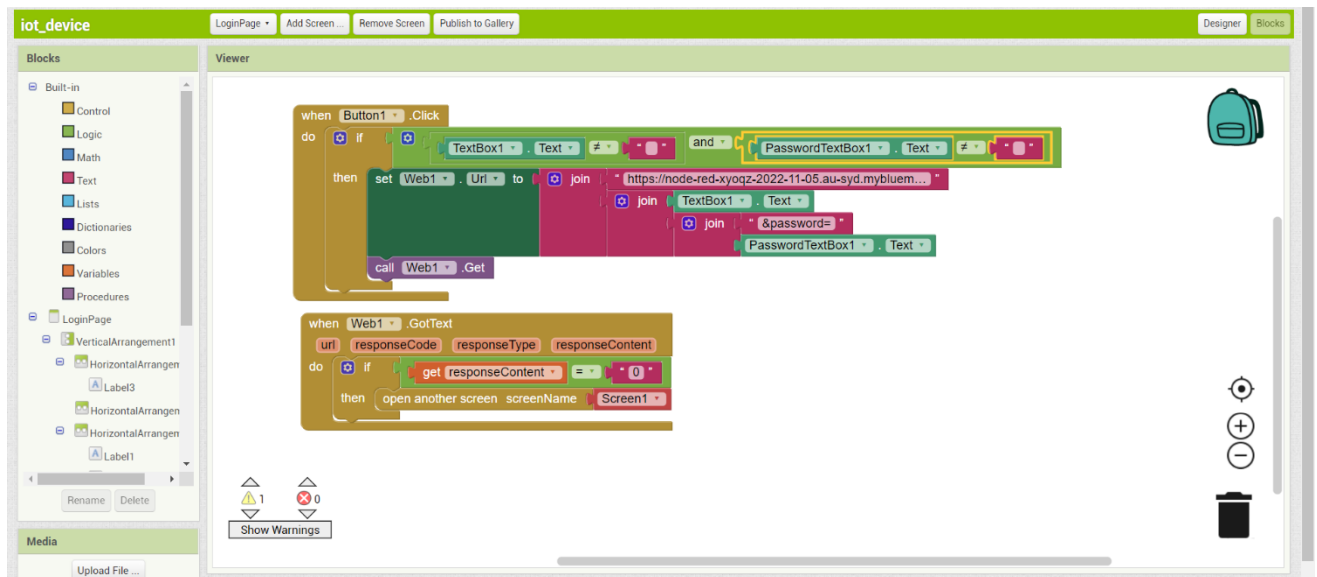 iot_device LoginPage Add Screen ... Remove Screen Publish to Gallery Designer Blocks
Blocks
Viewer
Built-in
Control
Logic
Math
Text
Lists
Dictionaries
Colors
Variables
Procedures
LoginPage
VerticalArrangement1
HorizontalArrangem
Label3
HorizontalArrangem
HorizontalArrangem
Label1
Rename Delete
Media
Upload File ...
when Button1 .Click
do if TextBox1 . Text ≠ " " and PasswordTextBox1 . Text ≠ " "
then set Web1 . Url to join " https://node-red-xyoqz-2022-11-05.au-syd.mybluem... "
join TextBox1 . Text
join " &password= "
PasswordTextBox1 . Text
call Web1 .Get
when Web1 .GotText
url responseCode responseType responseContent
do if get responseContent = " 0 "
then open another screen screenName Screen1
1 0
Show Warnings